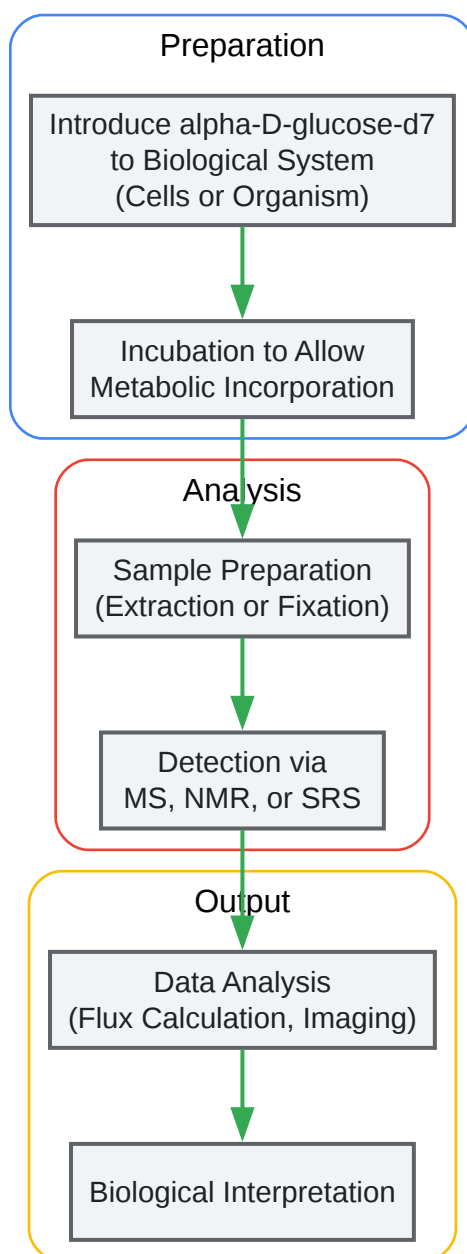 Preparation
Introduce alpha-D-glucose-d7
to Biological System
(Cells or Organism)
Incubation to Allow
Metabolic Incorporation
Analysis
Sample Preparation
(Extraction or Fixation)
Detection via
MS, NMR, or SRS
Output
Data Analysis
(Flux Calculation, Imaging)
Biological Interpretation